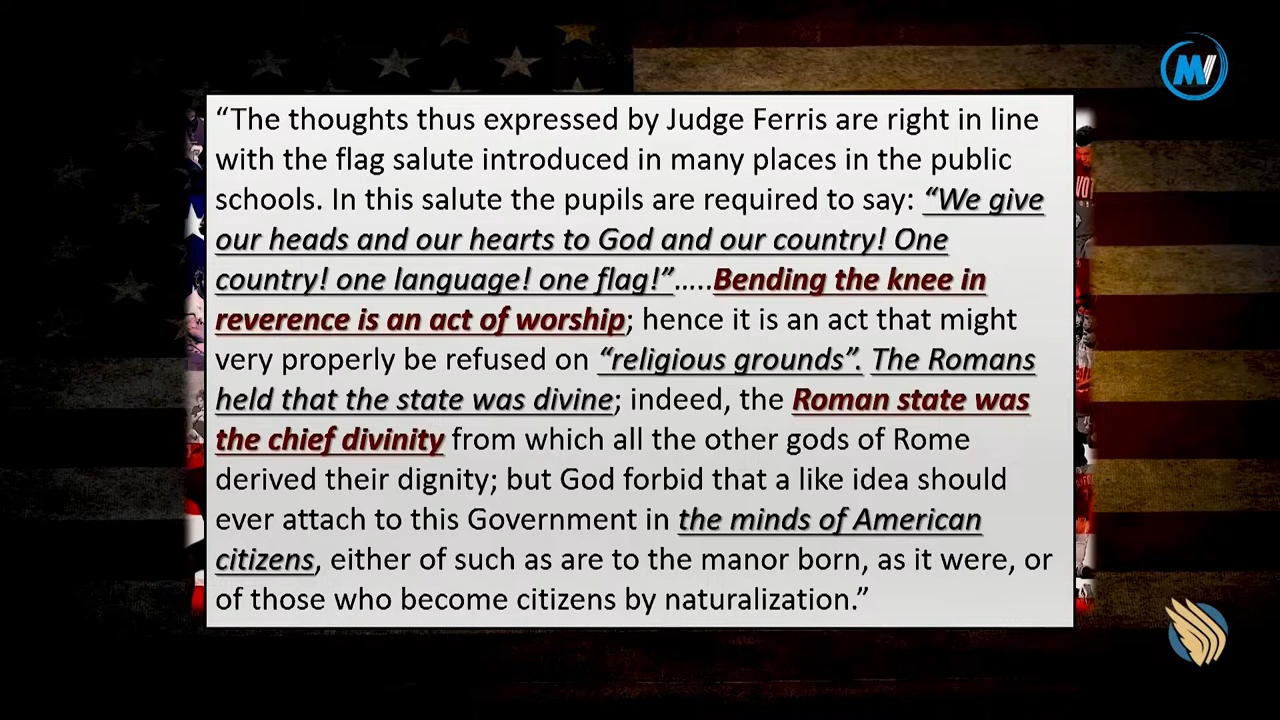 “The thoughts thus expressed by Judge Ferris are right in line
with the flag salute introduced in many places in the public
schools. In this salute the pupils are required to say: “We give
our heads and our hearts to God and our country! One
country! one language! one flag!”.....Bending the knee in
reverence is an act of worship; hence it is an act that might
very properly be refused on “religious grounds”. The Romans
held that the state was divine; indeed, the Roman state was
the chief divinity from which all the other gods of Rome
derived their dignity; but God forbid that a like idea should
ever attach to this Government in the minds of American
citizens, either of such as are to the manor born, as it were, or
of those who become citizens by naturalization.”